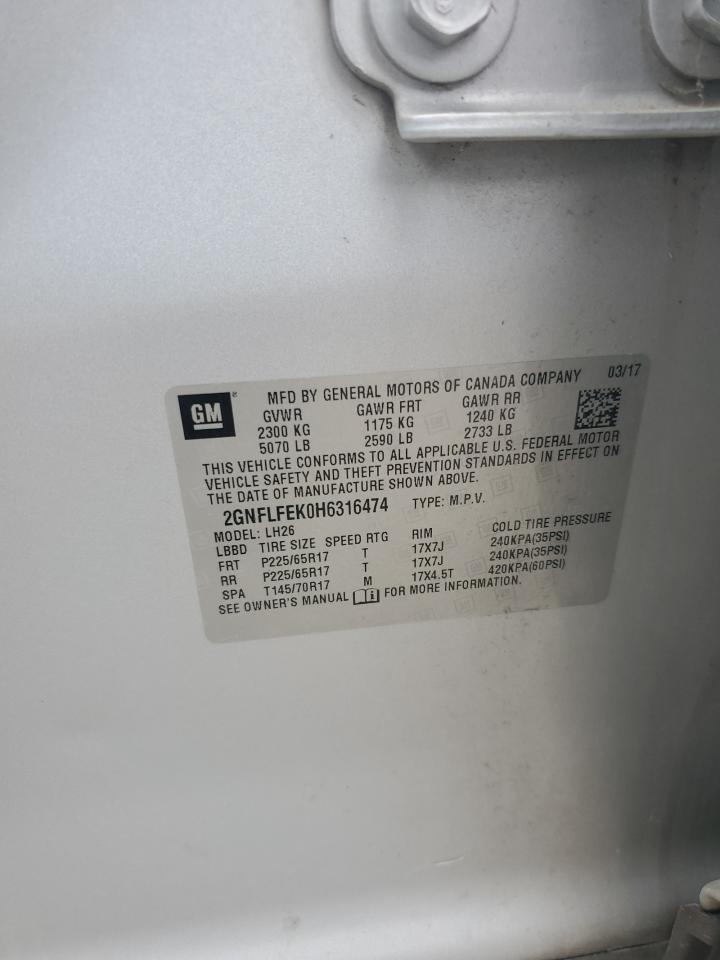 GM
MFD BY GENERAL MOTORS OF CANADA COMPANY 03/17
GVWR GAWR FRT GAWR RR
2300 KG 1175 KG 1240 KG
5070 LB 2590 LB 2733 LB
THIS VEHICLE CONFORMS TO ALL APPLICABLE U.S. FEDERAL MOTOR
VEHICLE SAFETY AND THEFT PREVENTION STANDARDS IN EFFECT ON
THE DATE OF MANUFACTURE SHOWN ABOVE.
2GNFLFEK0H6316474 TYPE: M.P.V.
MODEL: LH26
LBBD TIRE SIZE SPEED RTG RIM COLD TIRE PRESSURE
FRT P225/65R17 T 17X7J 240KPA(35PSI)
RR P225/65R17 T 17X7J 240KPA(35PSI)
SPA T145/70R17 M 17X4.5T 420KPA(60PSI)
SEE OWNER'S MANUAL i FOR MORE INFORMATION.